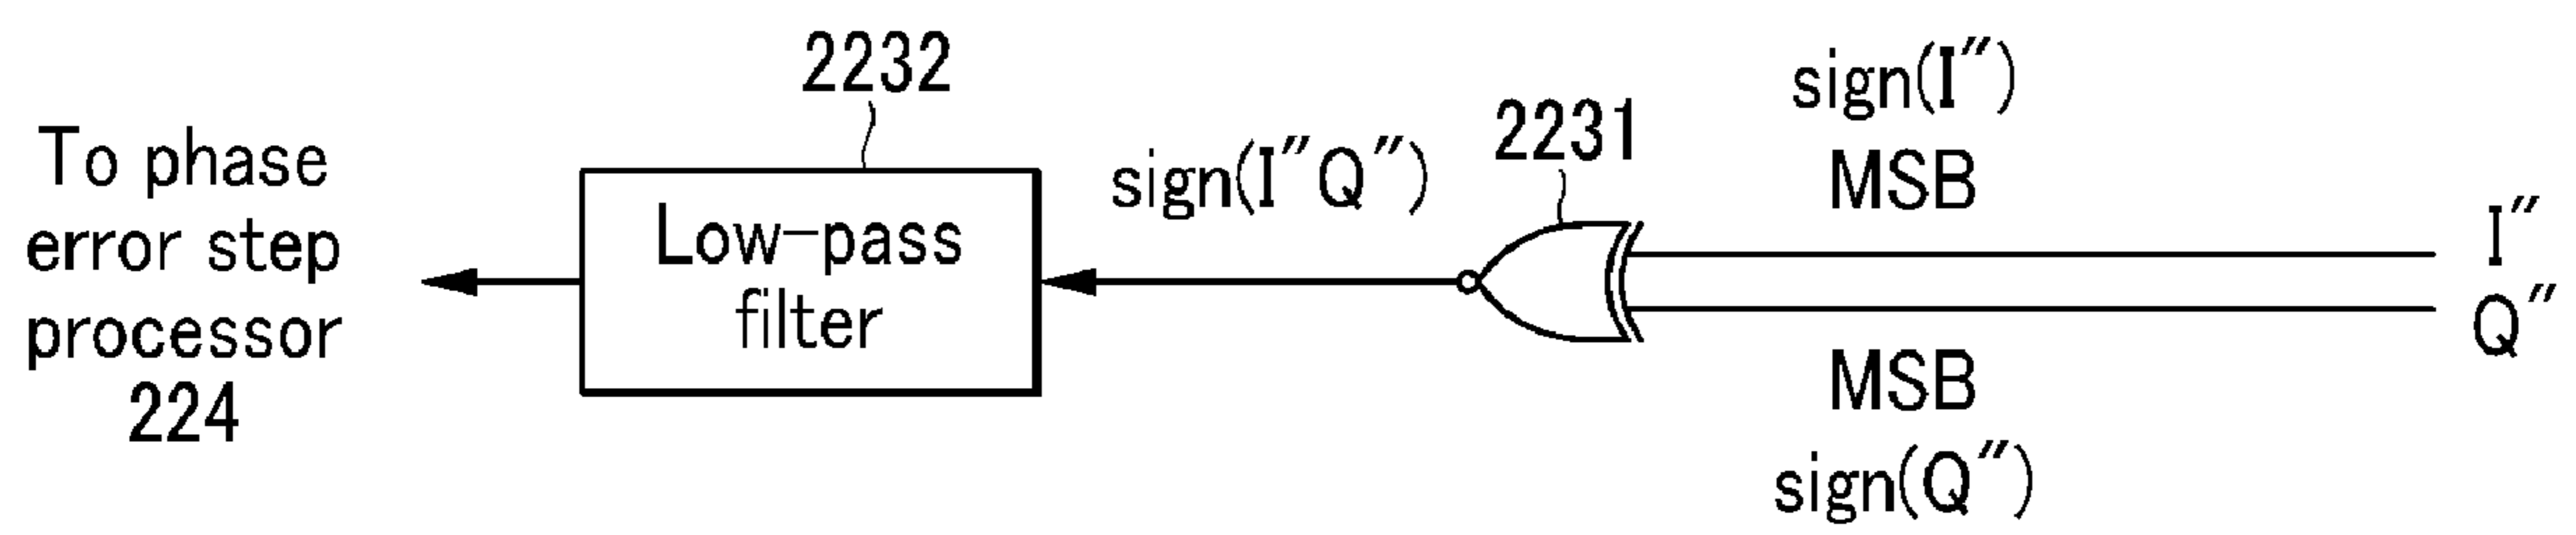 2232
sign(I″)
2231
MSB
sign(I″Q″)
To phase
error step
processor
224
Low-pass
filter
I″
Q″
MSB
sign(Q″)